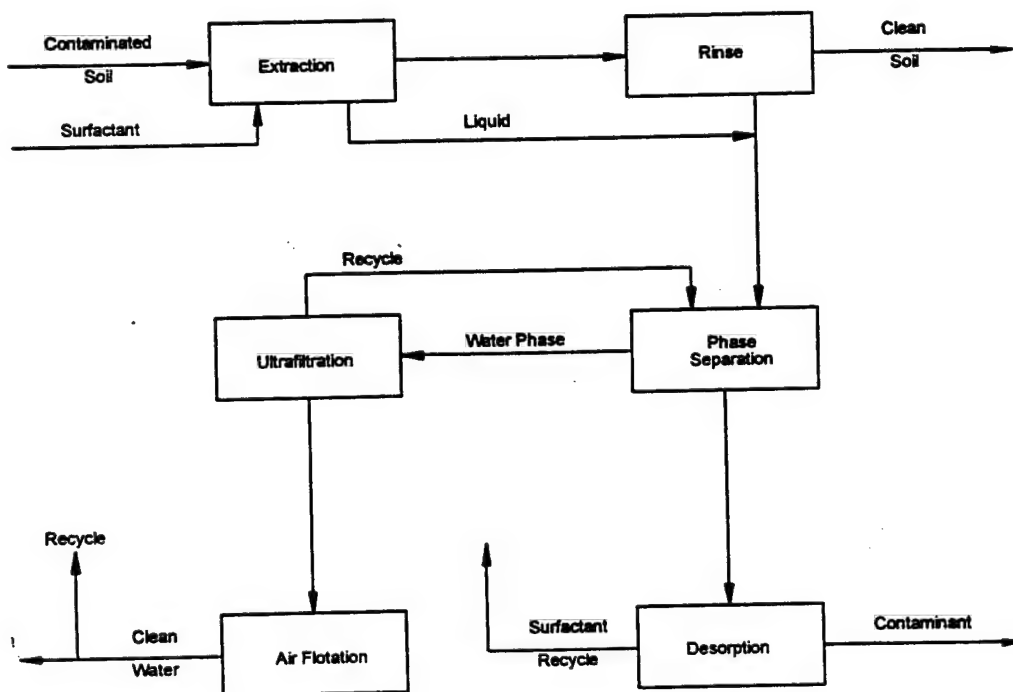 Contaminated
Soil
Extraction
Rinse
Clean
Soil
Surfactant
Liquid
Recycle
Ultrafiltration
Water Phase
Phase
Separation
Recycle
Clean
Water
Air Flotation
Surfactant
Recycle
Desorption
Contaminant